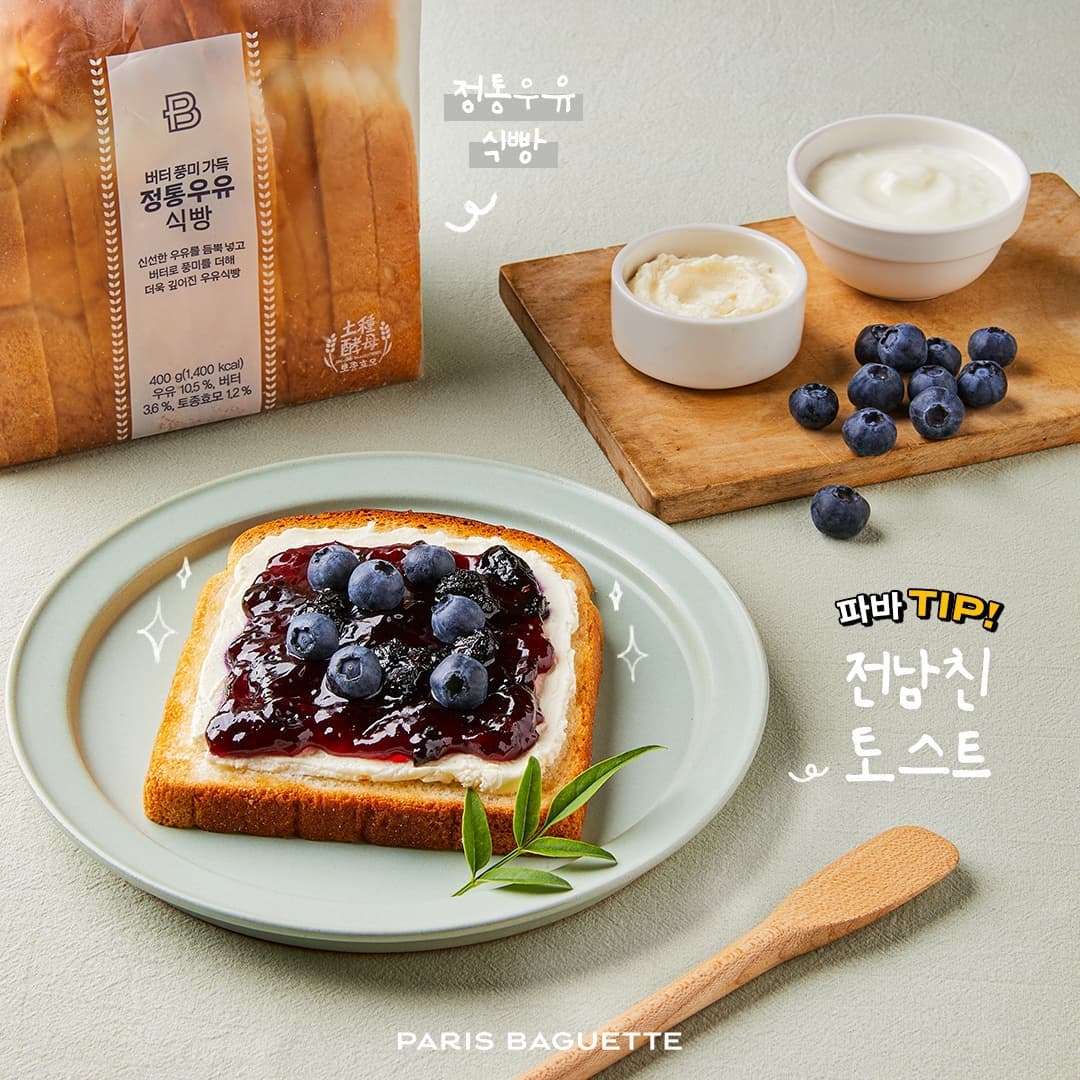 B
버터 풍미 가득
정통우유
식빵
신선한 우유를 듬뿍 넣고
버터로 풍미를 더해
더욱 깊어진 우유식빵
400 g(1,400 kcal)
우유 10.5 %, 버터
3.6 %, 토종효모 1.2 %
土種
酵母
토종효모
정통우유
식빵
파바 TIP!
전남친
토스트
PARIS BAGUETTE